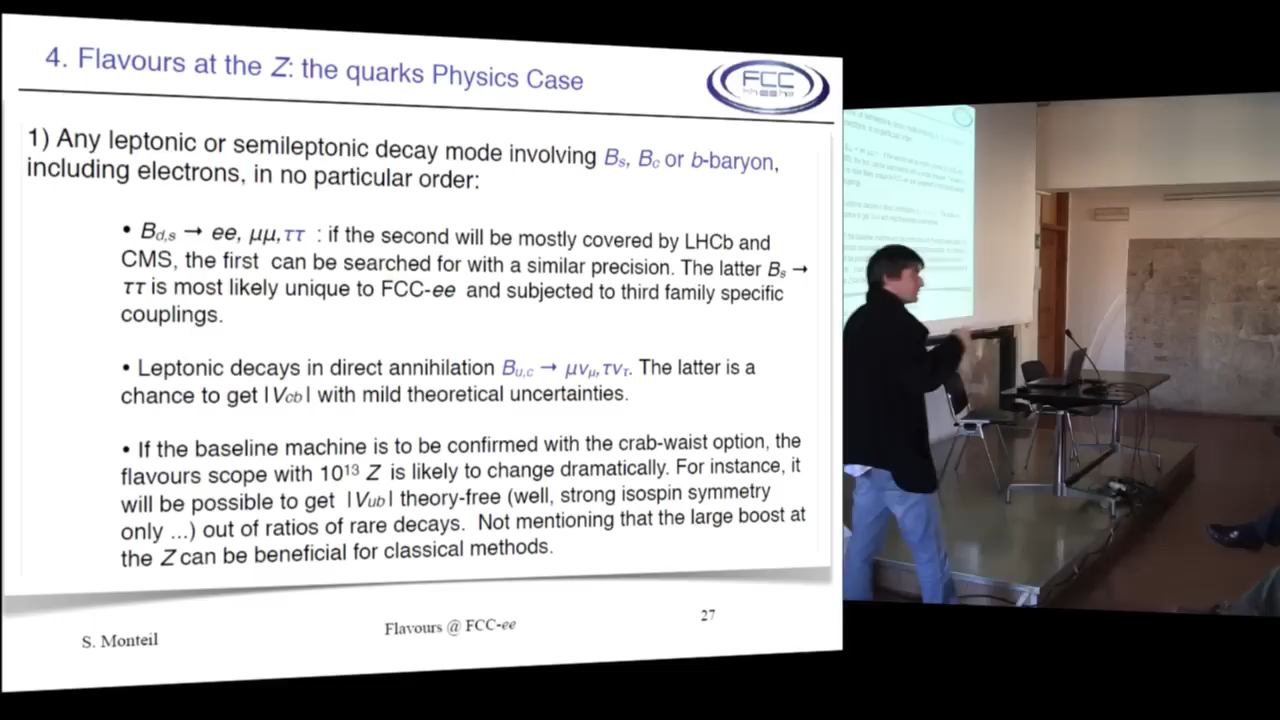 4. Flavours at the Z: the quarks Physics Case
FCC
1) Any leptonic or semileptonic decay mode involving Bs, Bc or b-baryon,
including electrons, in no particular order:
• Bd,s → ee, μμ, ττ : if the second will be mostly covered by LHCb and
CMS, the first can be searched for with a similar precision. The latter Bs →
ττ is most likely unique to FCC-ee and subjected to third family specific
couplings.
• Leptonic decays in direct annihilation Bu,c → μνμ, τντ. The latter is a
chance to get |Vcb| with mild theoretical uncertainties.
• If the baseline machine is to be confirmed with the crab-waist option, the
flavours scope with 10¹³ Z is likely to change dramatically. For instance, it
will be possible to get |Vub| theory-free (well, strong isospin symmetry
only ...) out of ratios of rare decays. Not mentioning that the large boost at
the Z can be beneficial for classical methods.
S. Monteil
Flavours @ FCC-ee
27